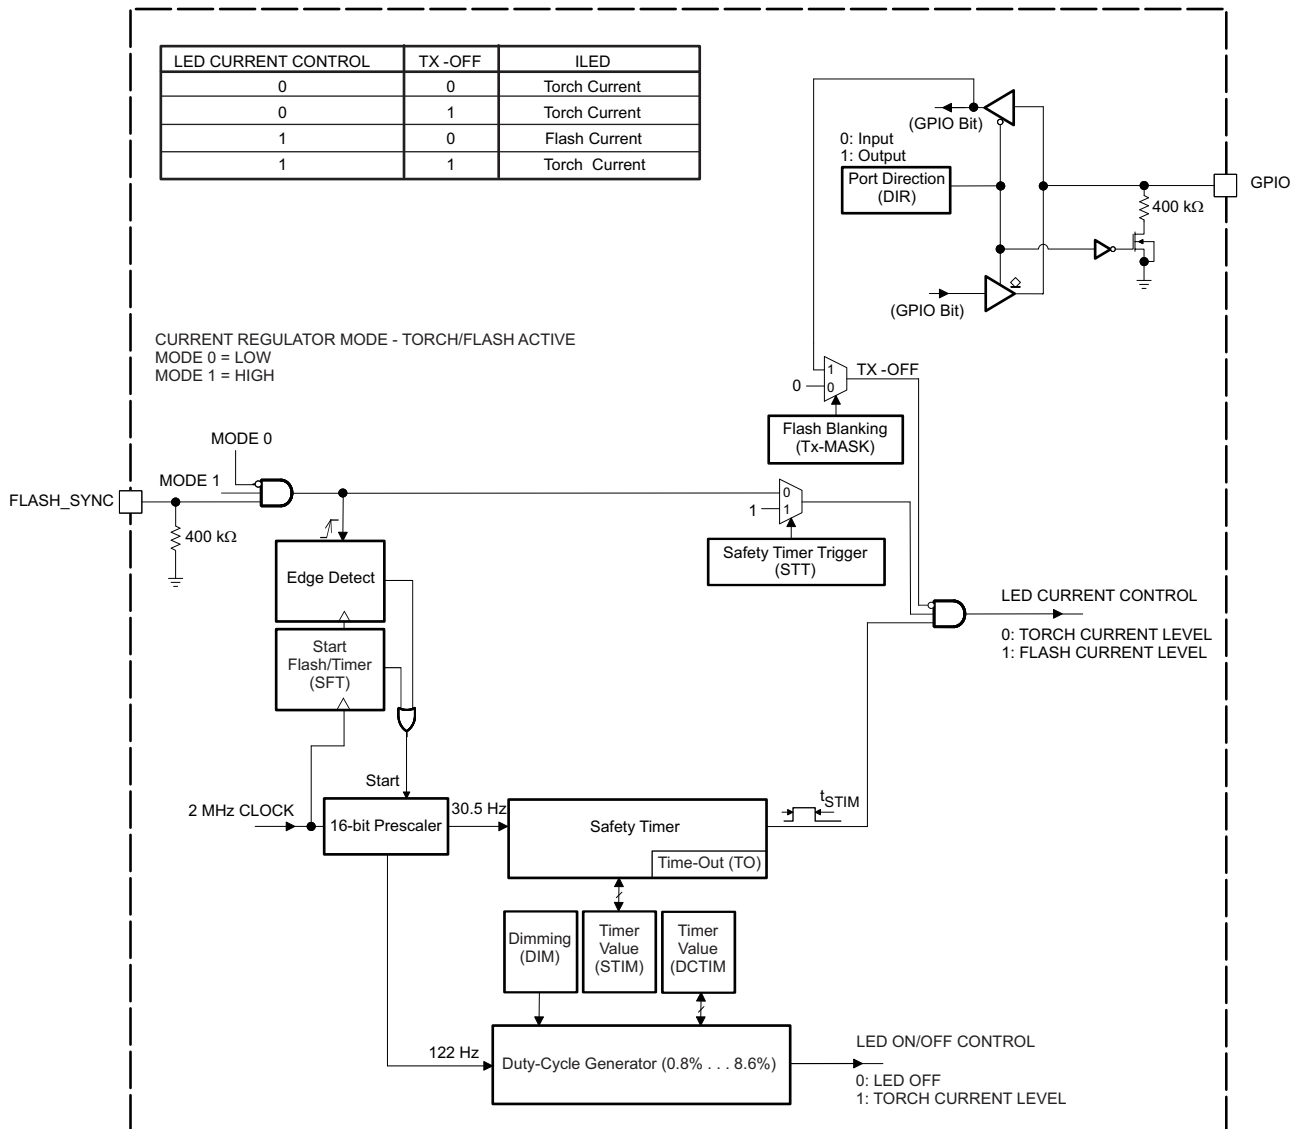 LED CURRENT CONTROL TX -OFF ILED
0 0 Torch Current
0 1 Torch Current
1 0 Flash Current
1 1 Torch Current
(GPIO Bit)
0: Input
1: Output
Port Direction
(DIR)
GPIO
400 kΩ
(GPIO Bit)
CURRENT REGULATOR MODE - TORCH/FLASH ACTIVE
MODE 0 = LOW
MODE 1 = HIGH
1
TX -OFF
0
0
Flash Blanking
(Tx-MASK)
MODE 0
MODE 1
FLASH_SYNC
400 kΩ
0
1
1
Safety Timer Trigger
(STT)
Edge Detect
Start
Flash/Timer
(SFT)
LED CURRENT CONTROL
0: TORCH CURRENT LEVEL
1: FLASH CURRENT LEVEL
Start
2 MHz CLOCK
16-bit Prescaler
30.5 Hz
Safety Timer
Time-Out (TO)
tSTIM
Dimming
(DIM)
Timer
Value
(STIM)
Timer
Value
(DCTIM
122 Hz
Duty-Cycle Generator (0.8% . . . 8.6%)
LED ON/OFF CONTROL
0: LED OFF
1: TORCH CURRENT LEVEL